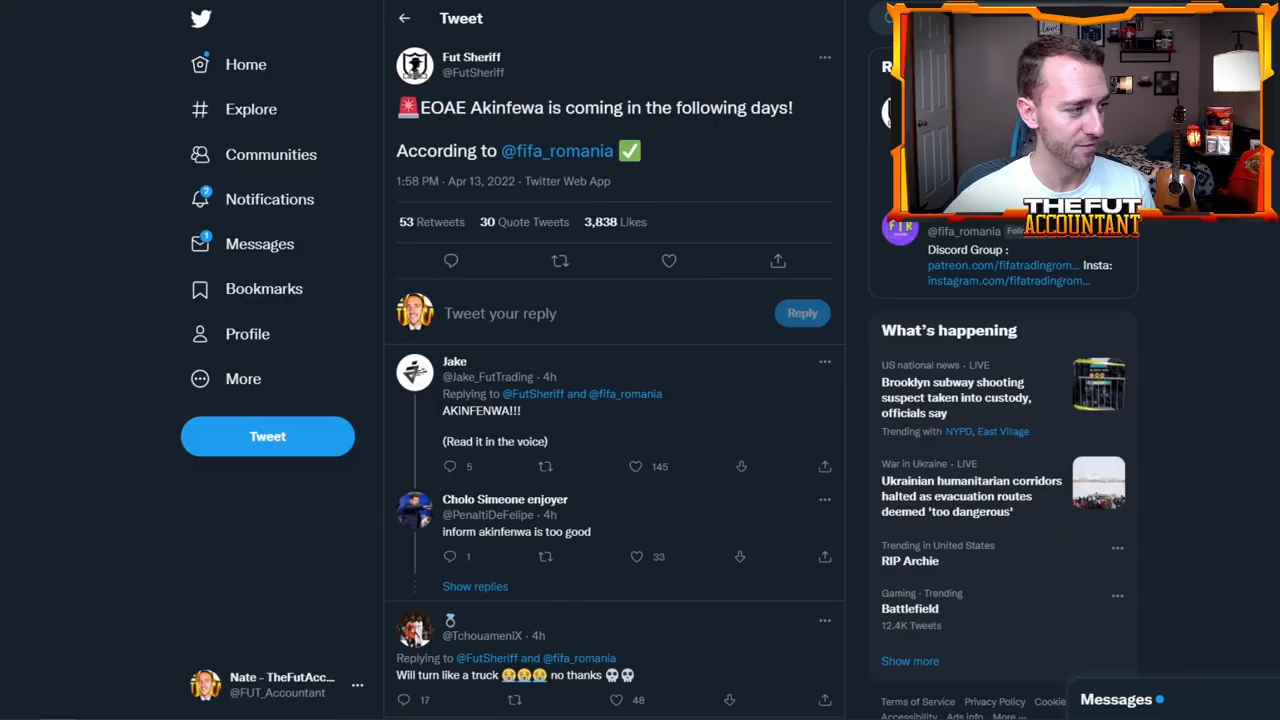 Home
Explore
Communities
Notifications
2
Messages
1
Bookmarks
Profile
More
Tweet
Nate - TheFutAcc...
@FUT_Accountant
Tweet
Fut Sheriff
@FutSheriff
🚨EOAE Akinfewa is coming in the following days!
According to @fifa_romania ✅
1:58 PM · Apr 13, 2022 · Twitter Web App
53 Retweets 30 Quote Tweets 3,838 Likes
Tweet your reply
Reply
Jake
@Jake_FutTrading · 4h
Replying to @FutSheriff and @fifa_romania
AKINFENWA!!!
(Read it in the voice)
5 145
Cholo Simeone enjoyer
@PenaltiDeFelipe · 4h
inform akinfenwa is too good
1 33
Show replies
💍
@TchouameniX · 4h
Replying to @FutSheriff and @fifa_romania
Will turn like a truck 😭😭😭 no thanks 💀💀
17 48
THE FUT
ACCOUNTANT
FTR
@fifa_romania
Discord Group :
patreon.com/fifatradingrom... Insta:
instagram.com/fifatradingrom...
What's happening
US national news · LIVE
Brooklyn subway shooting
suspect taken into custody,
officials say
Trending with NYPD, East Village
War in Ukraine · LIVE
Ukrainian humanitarian corridors
halted as evacuation routes
deemed 'too dangerous'
Trending in United States
RIP Archie
Gaming · Trending
Battlefield
12.4K Tweets
Show more
Terms of Service Privacy Policy Cookie
Accessibility Ads info More
Messages